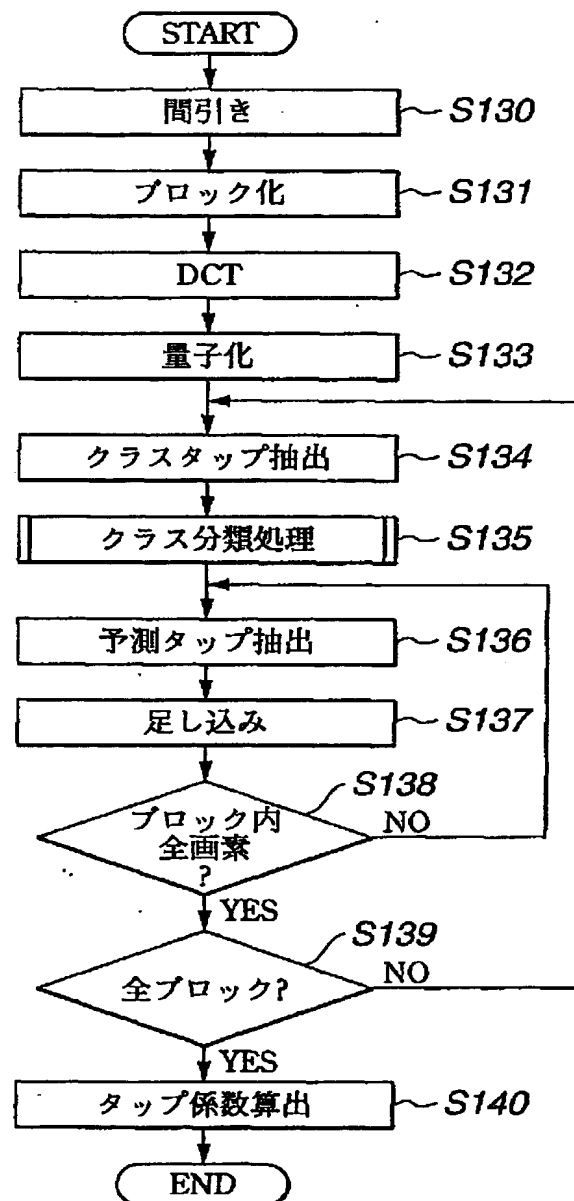 START
間引き S130
ブロック化 S131
DCT S132
量子化 S133
クラスタップ抽出 S134
クラス分類処理 S135
予測タップ抽出 S136
足し込み S137
S138
ブロック内
全画素
?
NO
YES
S139
全ブロック?
NO
YES
タップ係数算出 S140
END